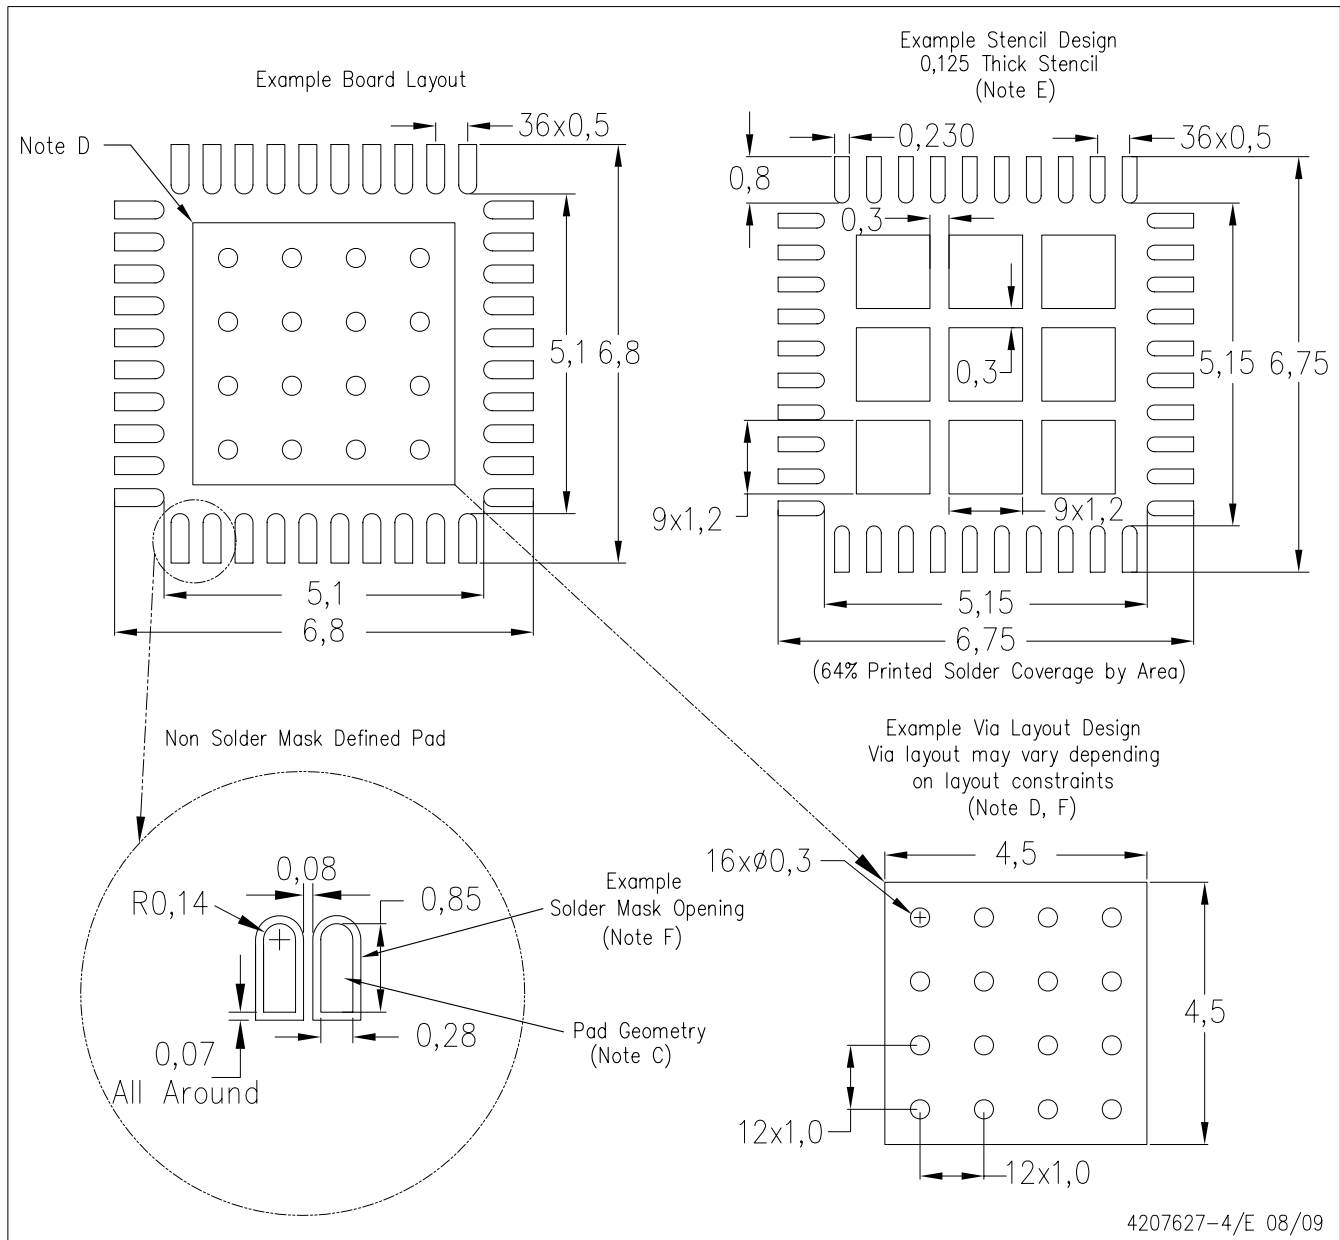 Example Board Layout
Note D
36x0,5
5,1
6,8
5,1
6,8
Example Stencil Design
0,125 Thick Stencil
(Note E)
0,230
36x0,5
0,8
0,3
0,3
5,15
6,75
9x1,2
9x1,2
5,15
6,75
(64% Printed Solder Coverage by Area)
Non Solder Mask Defined Pad
0,08
R0,14
0,85
Example
Solder Mask Opening
(Note F)
0,28
Pad Geometry
(Note C)
0,07
All Around
Example Via Layout Design
Via layout may vary depending
on layout constraints
(Note D, F)
16xø0,3
4,5
4,5
12x1,0
12x1,0
4207627-4/E 08/09